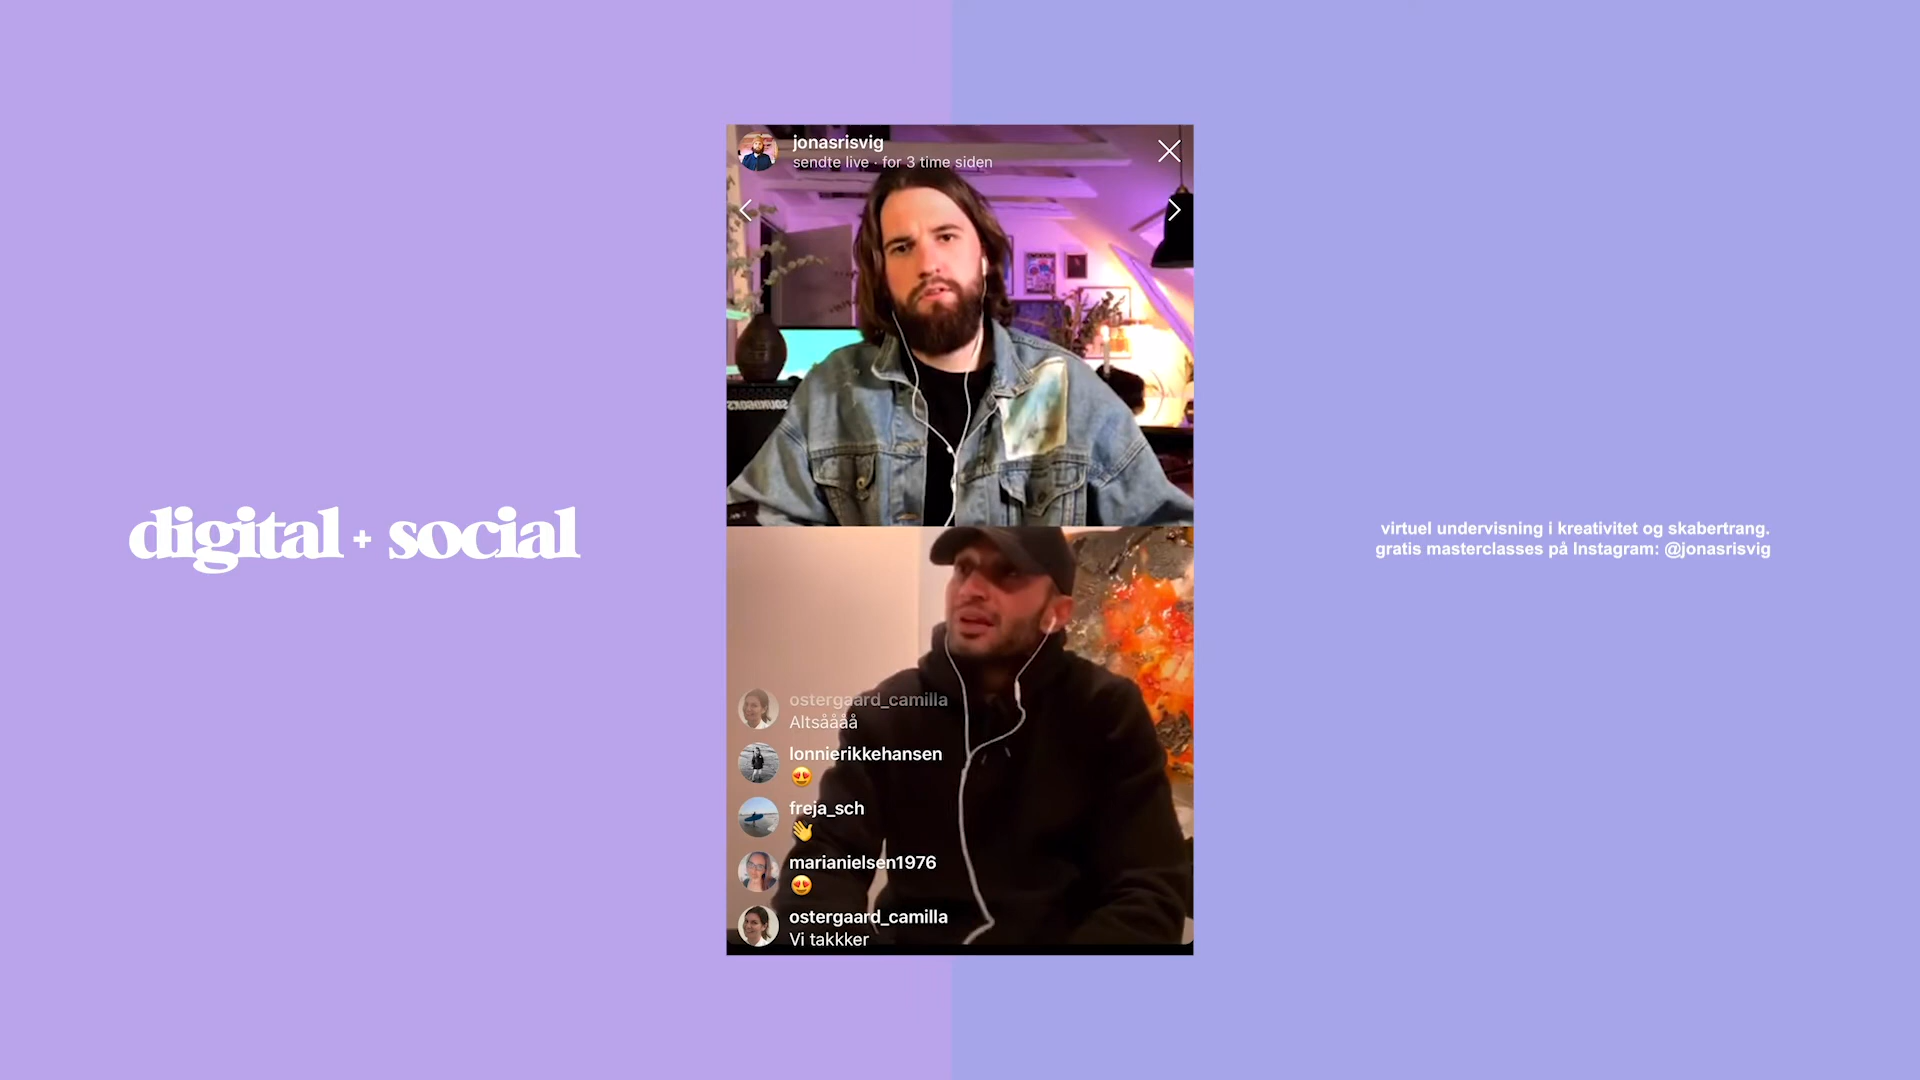 jonasrisvig
sendte live · for 3 time siden
digital + social
virtuel undervisning i kreativitet og skabertrang.
gratis masterclasses på Instagram: @jonasrisvig
SOUNDBOKS
ostergaard_camilla
Altsåååå
lonnierikkehansen
😍
freja_sch
👋
marianielsen1976
😍
ostergaard_camilla
Vi takkker